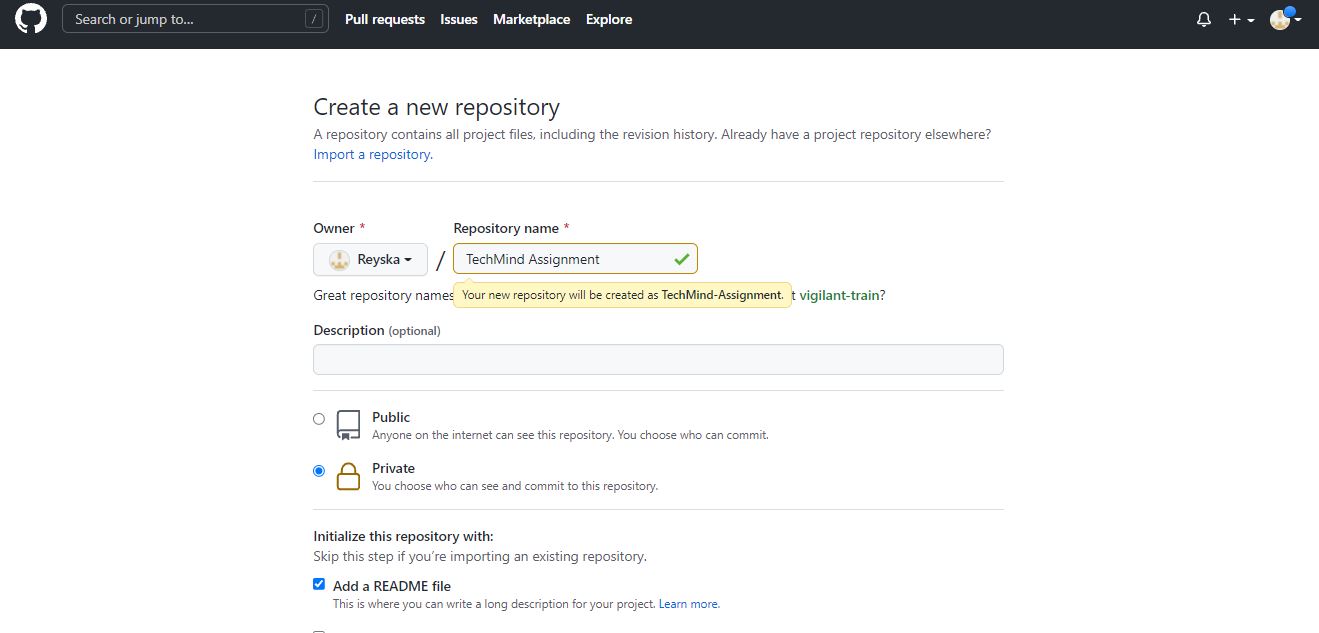 Search or jump to... /
Pull requests Issues Marketplace Explore
Create a new repository
A repository contains all project files, including the revision history. Already have a project repository elsewhere?
Import a repository.
Owner * Repository name *
Reyska / TechMind Assignment
Great repository names t vigilant-train?
Your new repository will be created as TechMind-Assignment.
Description (optional)
Public
Anyone on the internet can see this repository. You choose who can commit.
Private
You choose who can see and commit to this repository.
Initialize this repository with:
Skip this step if you're importing an existing repository.
Add a README file
This is where you can write a long description for your project. Learn more.